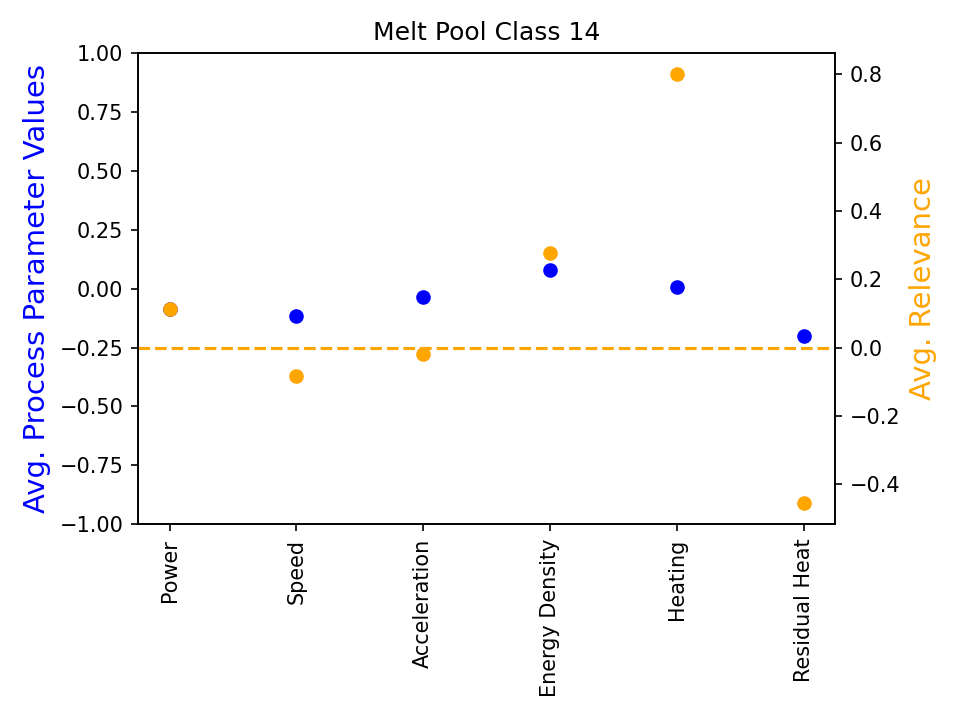 Melt Pool Class 14
Avg. Process Parameter Values
1.00
0.75
0.50
0.25
0.00
−0.25
−0.50
−0.75
−1.00
0.8
0.6
0.4
0.2
0.0
−0.2
−0.4
Avg. Relevance
Power
Speed
Acceleration
Energy Density
Heating
Residual Heat